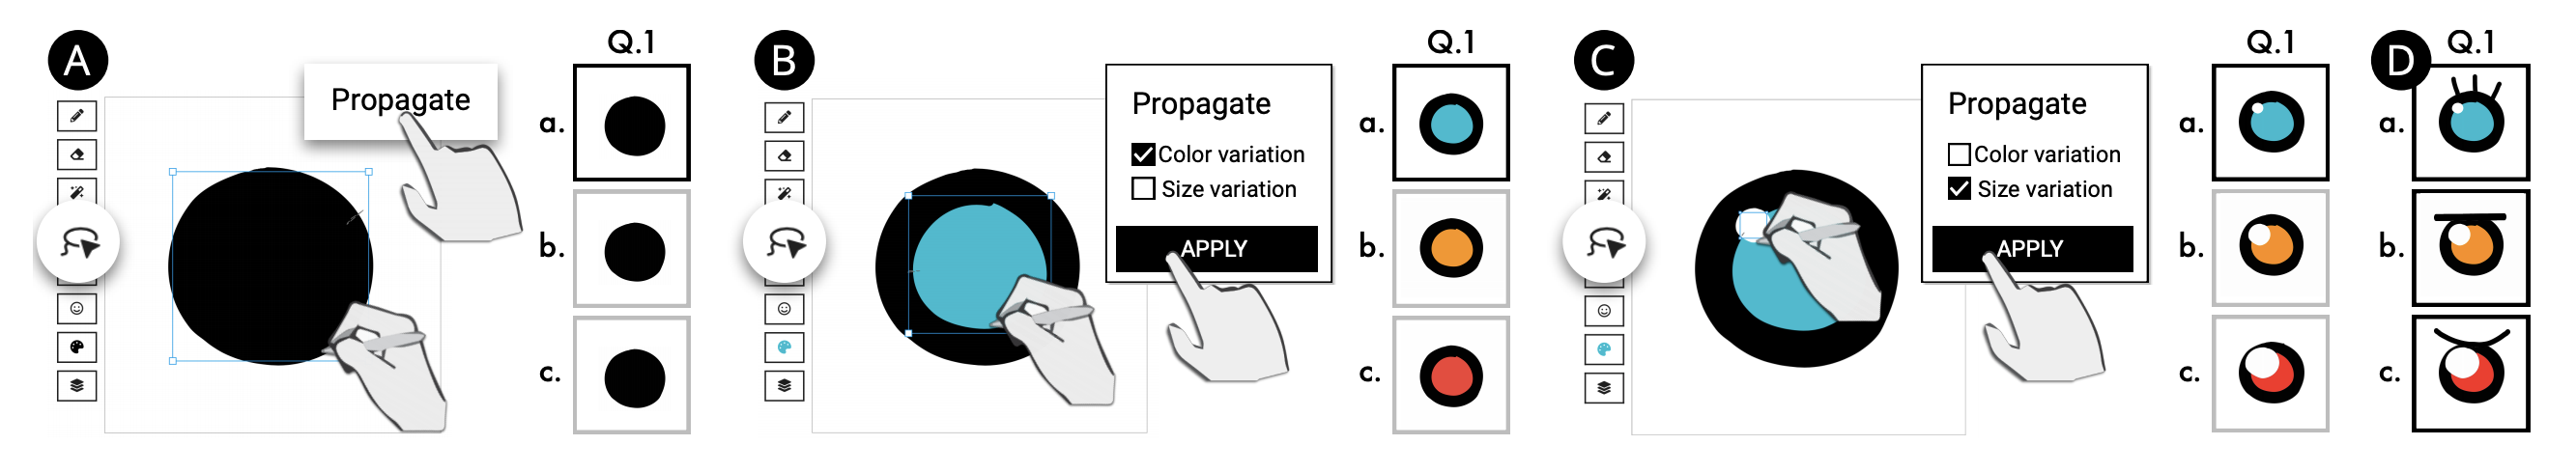 A
Propagate
Q.1
a.
b.
c.
B
Propagate
Color variation
Size variation
APPLY
Q.1
a.
b.
c.
C
Propagate
Color variation
Size variation
APPLY
Q.1
a.
b.
c.
D
Q.1
a.
b.
c.